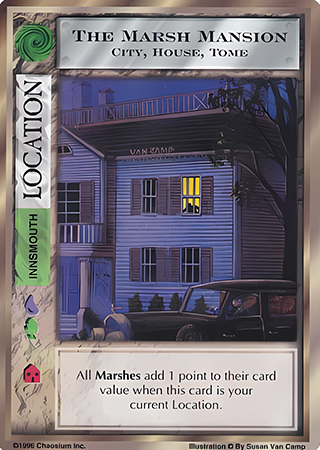 THE MARSH MANSION
CITY, HOUSE, TOME
LOCATION
INNSMOUTH
VAN CAMP
All Marshes add 1 point to their card
value when this card is your
current Location.
©1996 Chaosium Inc.
Illustration © By Susan Van Camp